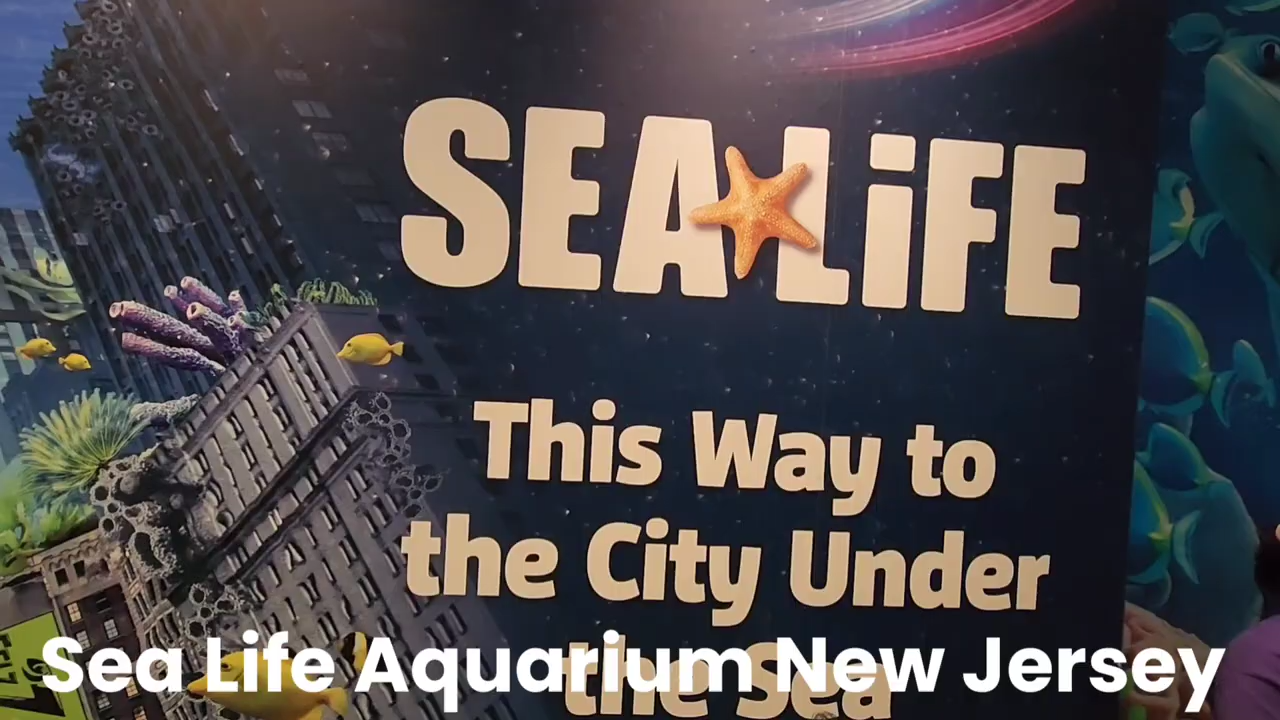 SEA LiFE
This Way to
the City Under
the Sea
Sea Life Aquarium New Jersey